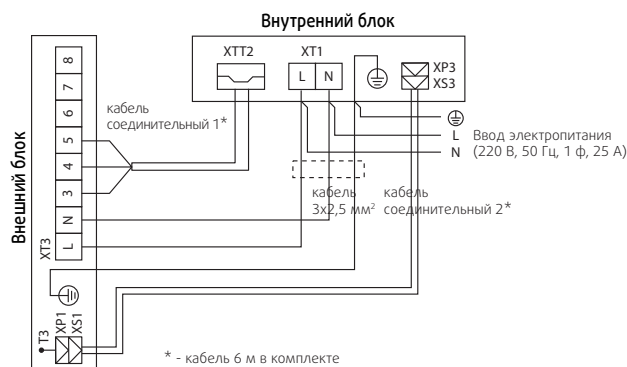 Внутренний блок
XTT2
XT1
L
N
XP3
XS3
Внешний блок
8
7
6
5
4
3
N
L
XT3
кабель
соединительный 1*
L
N
Ввод электропитания
(220 В, 50 Гц, 1 ф, 25 А)
кабель
3x2,5 мм²
кабель
соединительный 2*
T3
XP1
XS1
* - кабель 6 м в комплекте